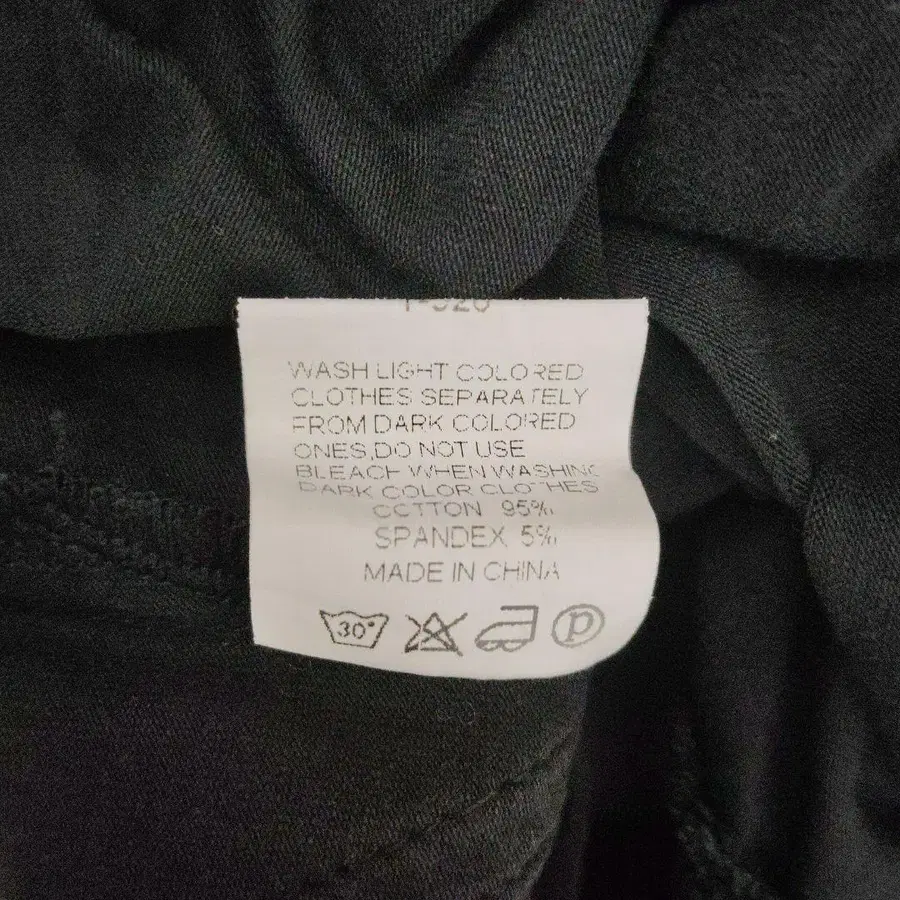 WASH LIGHT COLORED
CLOTHES SEPARATELY
FROM DARK COLORED
ONES,DO NOT USE
BLEACH WHEN WASHING
DARK COLOR CLOTHES
COTTON 95%
SPANDEX 5%
MADE IN CHINA
30° P